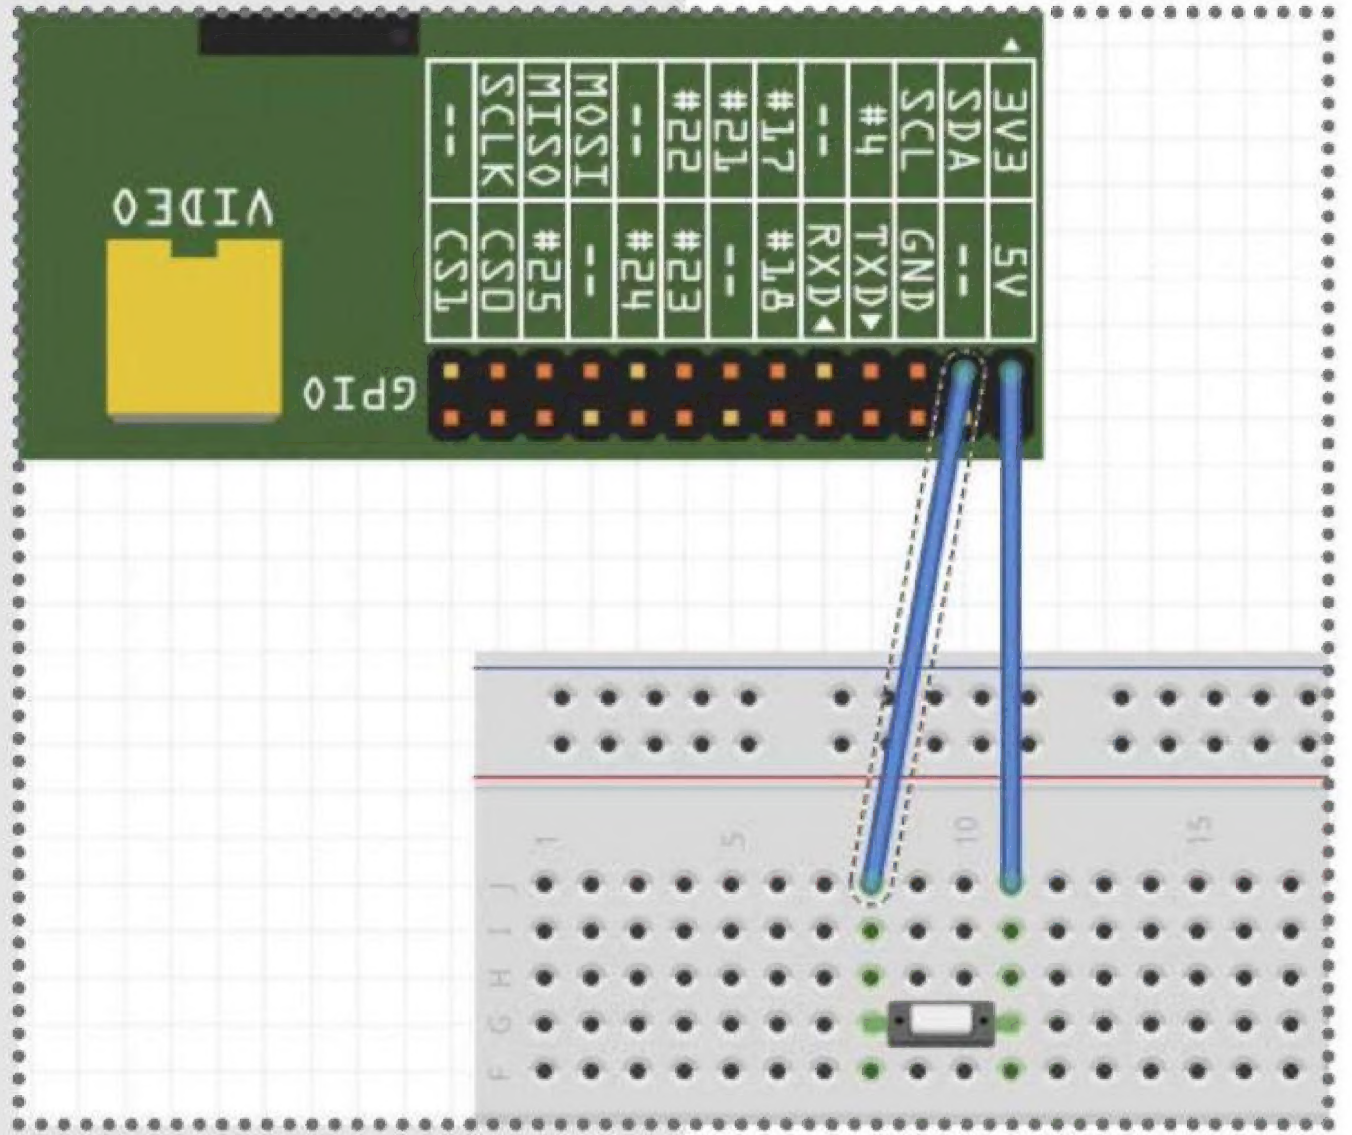 -- SCLK MISO MOSI -- #22 #21 #17 -- #4 SCL SDA 3V3
CS1 CS0 #25 -- #24 #23 -- #18 RXD TXD GND -- 5V
VIDEO
GPIO
1 5 10 15
J
I
H
G
F